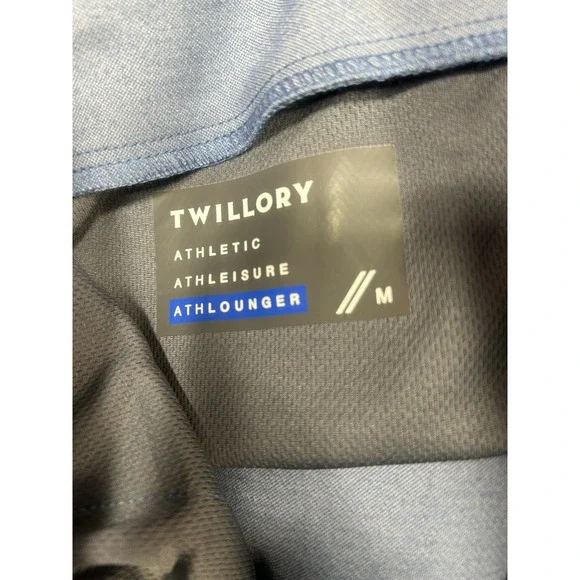 TWILLORY
ATHLETIC
ATHLEISURE
ATHLOUNGER
// M